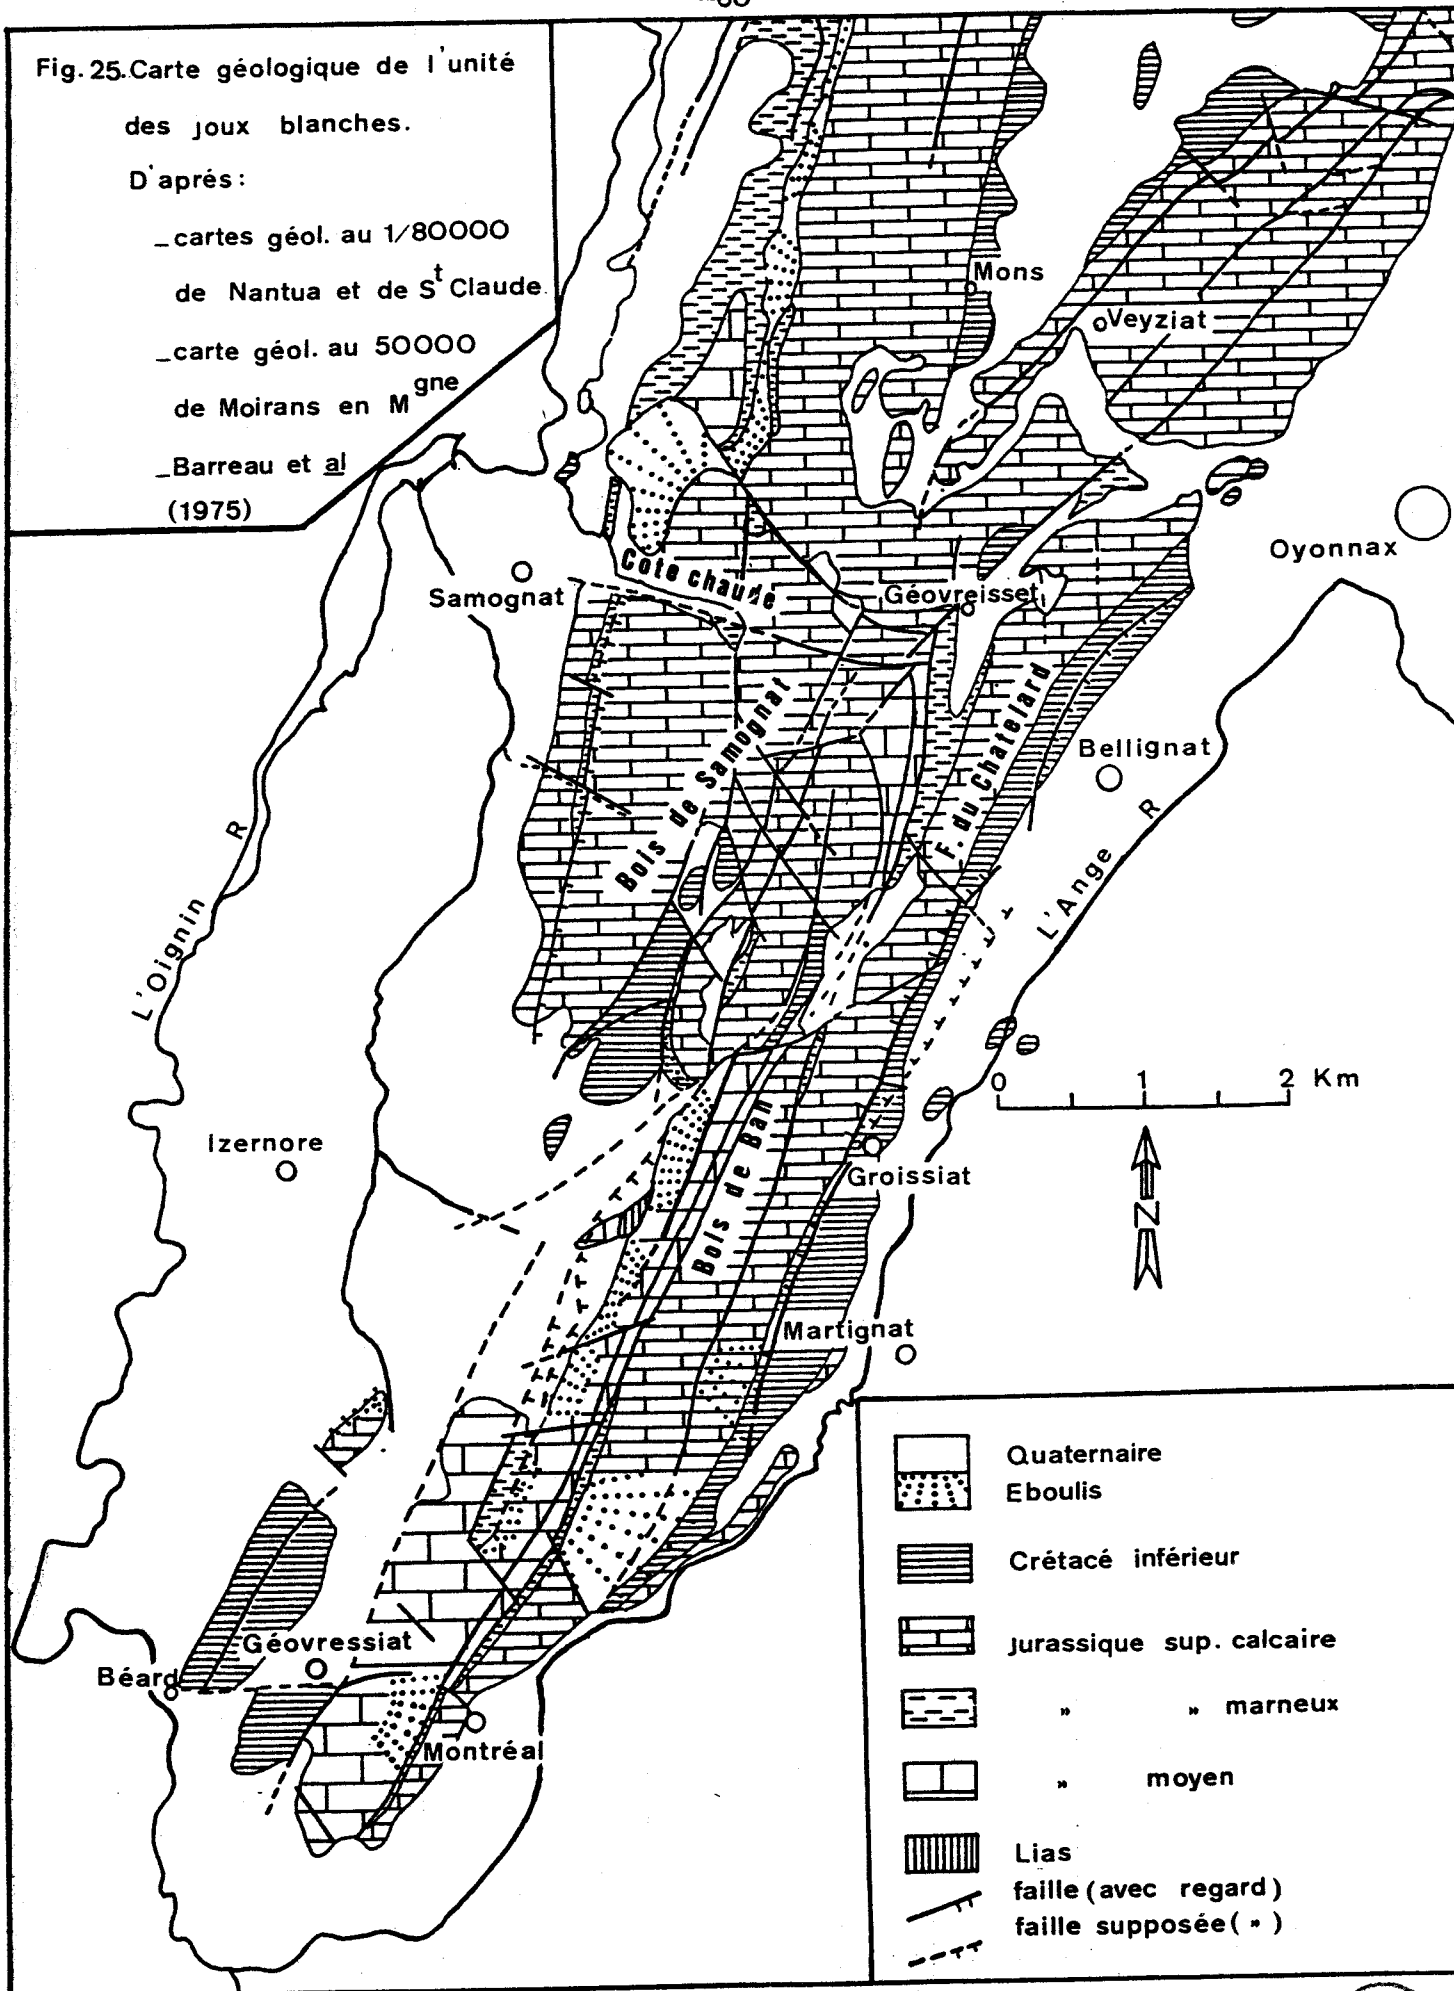 Fig. 25. Carte géologique de l'unité
des joux blanches.
D'aprés:
_cartes géol. au 1/80000
de Nantua et de St Claude.
_carte géol. au 50000
de Moirans en Mgne
_Barreau et al
(1975)
Mons
Veyziat
Oyonnax
Samognat
Cote chaude
Géovreisset
Bois de Samognat
F. du Chatelard
Bellignat
L'Oignin R
L'Ange R
0 1 2 Km
N
Izernore
Groissiat
Bois de Ban
Martignat
Géovressiat
Béard
Montréal
Quaternaire
Eboulis
Crétacé inférieur
Jurassique sup. calcaire
" " marneux
" moyen
Lias
faille (avec regard)
faille supposée ( " )